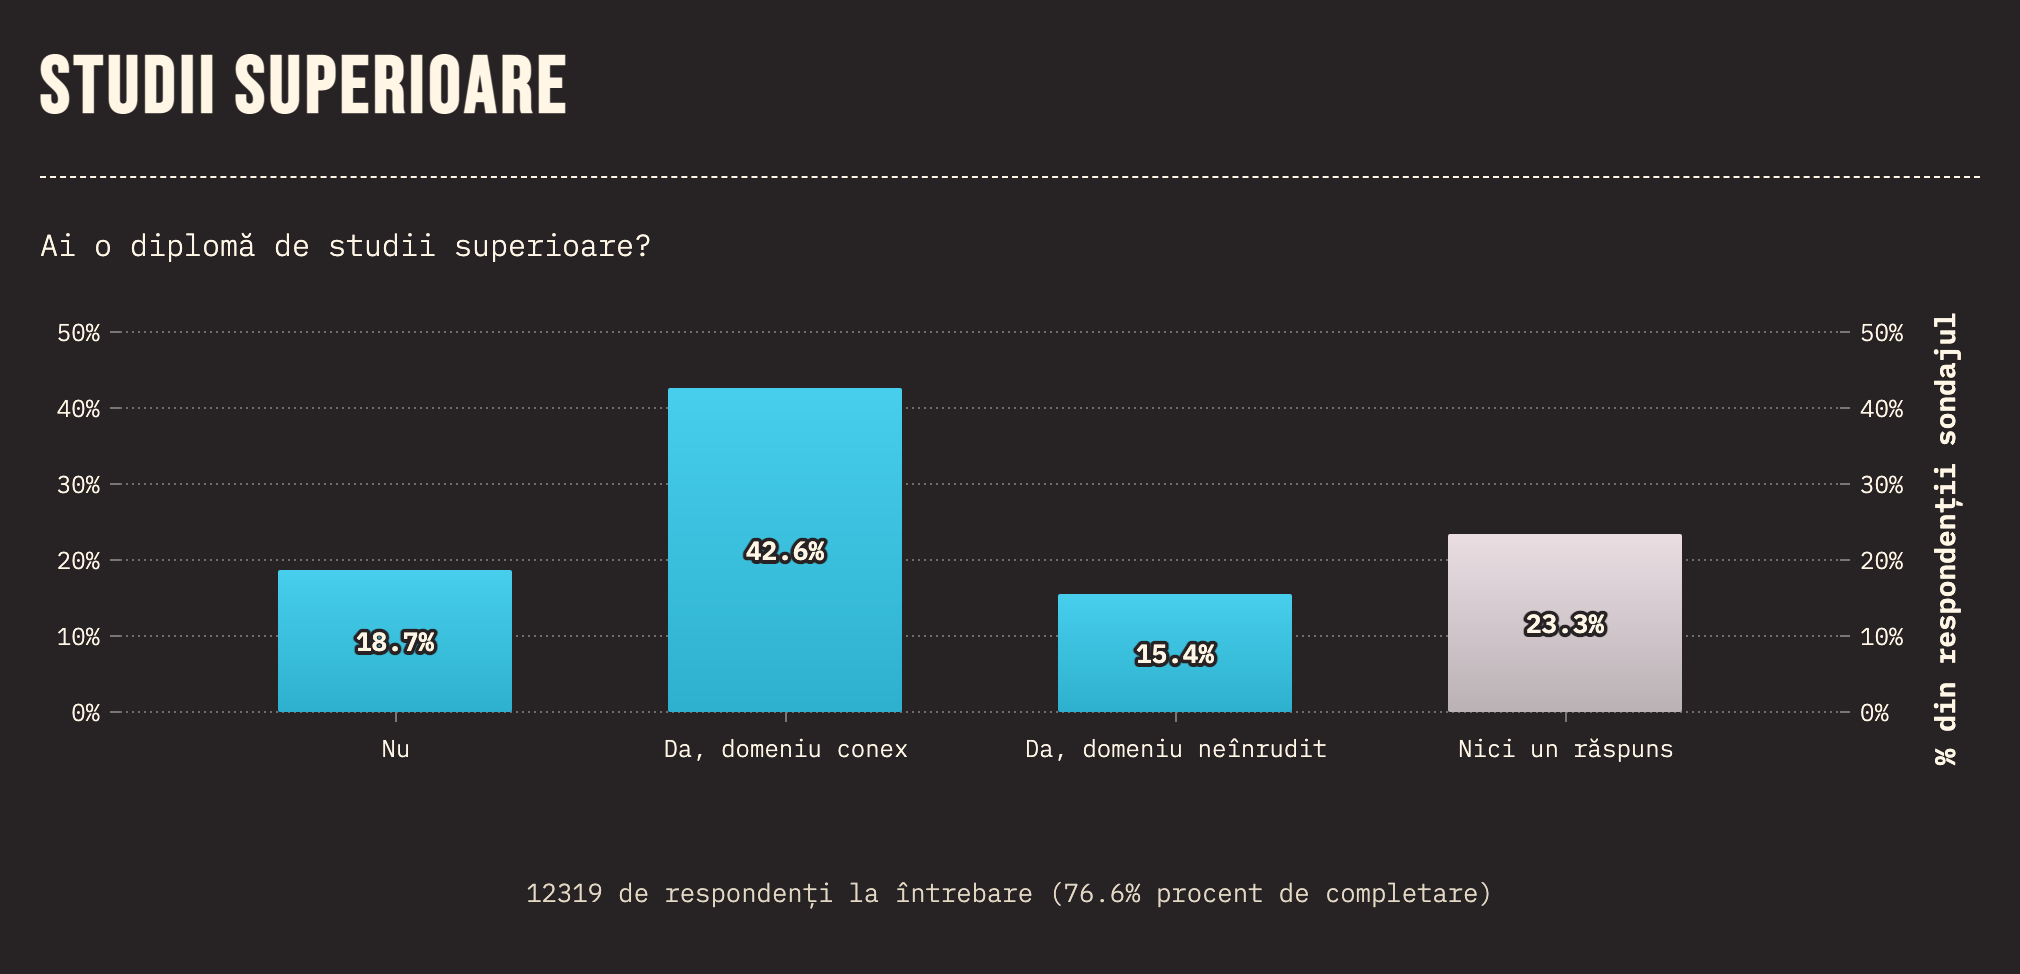 STUDII SUPERIOARE
Ai o diplomă de studii superioare?
50%
40%
30%
20%
10%
0%
50%
40%
30%
20%
10%
0%
% din respondenții sondajul
18.7%
42.6%
15.4%
23.3%
Nu
Da, domeniu conex
Da, domeniu neînrudit
Nici un răspuns
12319 de respondenți la întrebare (76.6% procent de completare)